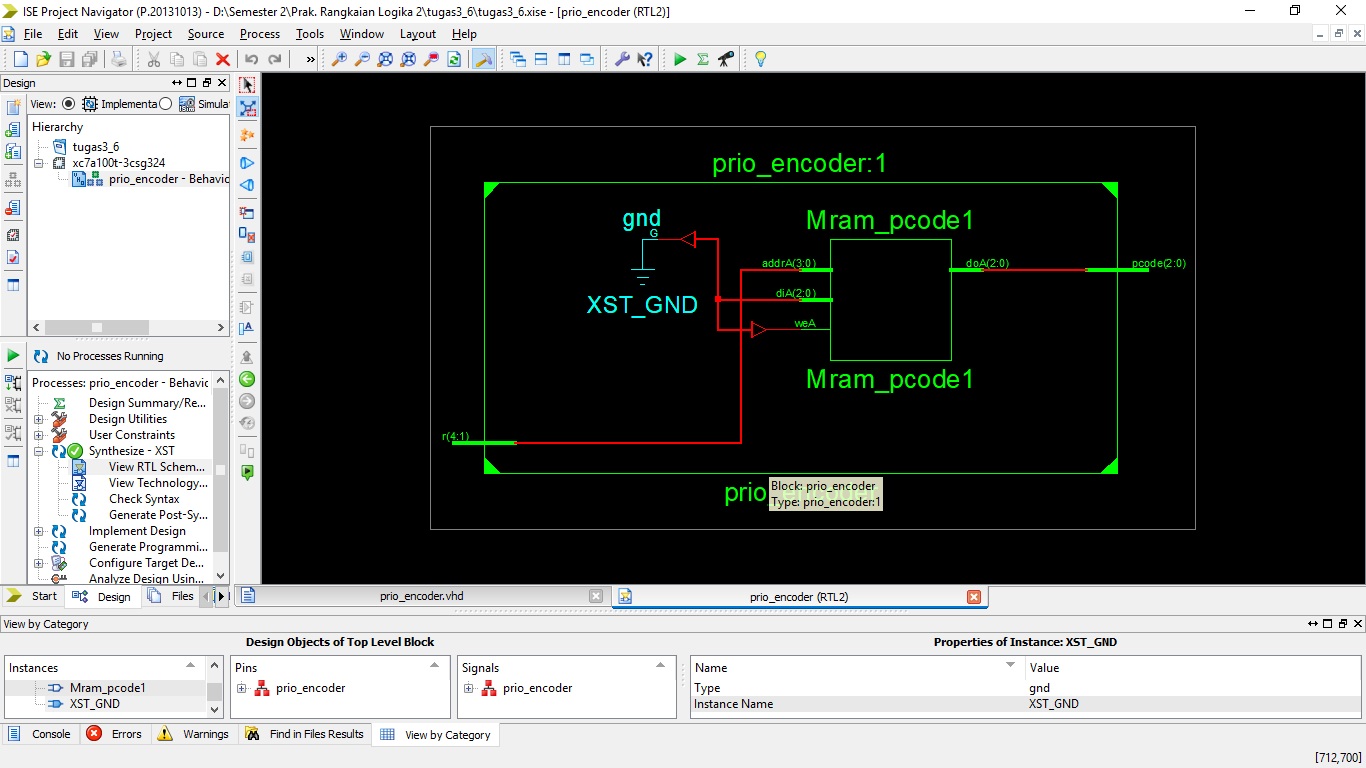 ISE Project Navigator (P.20131013) - D:\Semester 2\Prak. Rangkaian Logika 2\tugas3_6\tugas3_6.xise - [prio_encoder (RTL2)]
File Edit View Project Source Process Tools Window Layout Help
»
Design
View: Implementa Simula
Hierarchy
tugas3_6
xc7a100t-3csg324
prio_encoder - Behavic
No Processes Running
Processes: prio_encoder - Behavic
Design Summary/Re...
Design Utilities
User Constraints
Synthesize - XST
View RTL Schem...
View Technology...
Check Syntax
Generate Post-Sy...
Implement Design
Generate Programmi...
Configure Target De...
Analyze Design Usin...
Start Design Files
prio_encoder:1
gnd
G
XST_GND
Mram_pcode1
addrA(3:0)
diA(2:0)
weA
doA(2:0)
pcode(2:0)
Mram_pcode1
r(4:1)
prio_encoder
Block: prio_encoder
Type: prio_encoder:1
prio_encoder.vhd
prio_encoder (RTL2)
View by Category
Design Objects of Top Level Block
Properties of Instance: XST_GND
Instances
Mram_pcode1
XST_GND
Pins
prio_encoder
Signals
prio_encoder
Name Value
Type gnd
Instance Name XST_GND
Console Errors Warnings Find in Files Results View by Category
[712,700]